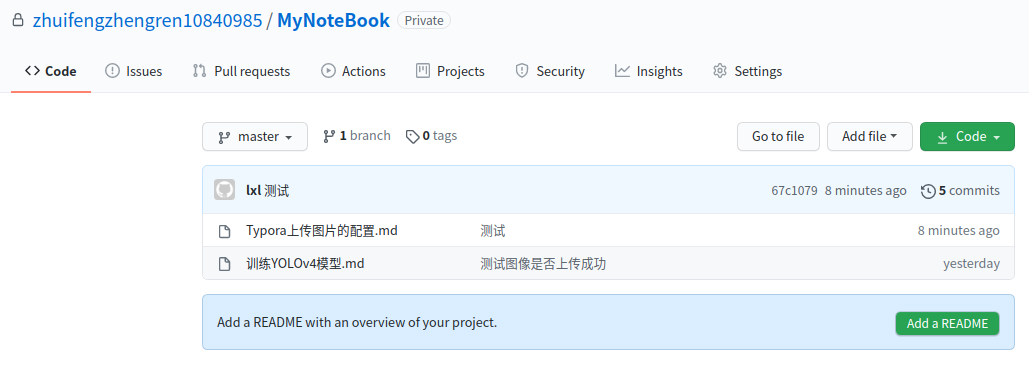 zhuifengzhengren10840985 / MyNoteBook Private
Code Issues Pull requests Actions Projects Security Insights Settings
master 1 branch 0 tags Go to file Add file Code
lxl 测试 67c1079 8 minutes ago 5 commits
Typora上传图片的配置.md 测试 8 minutes ago
训练YOLOv4模型.md 测试图像是否上传成功 yesterday
Add a README with an overview of your project. Add a README